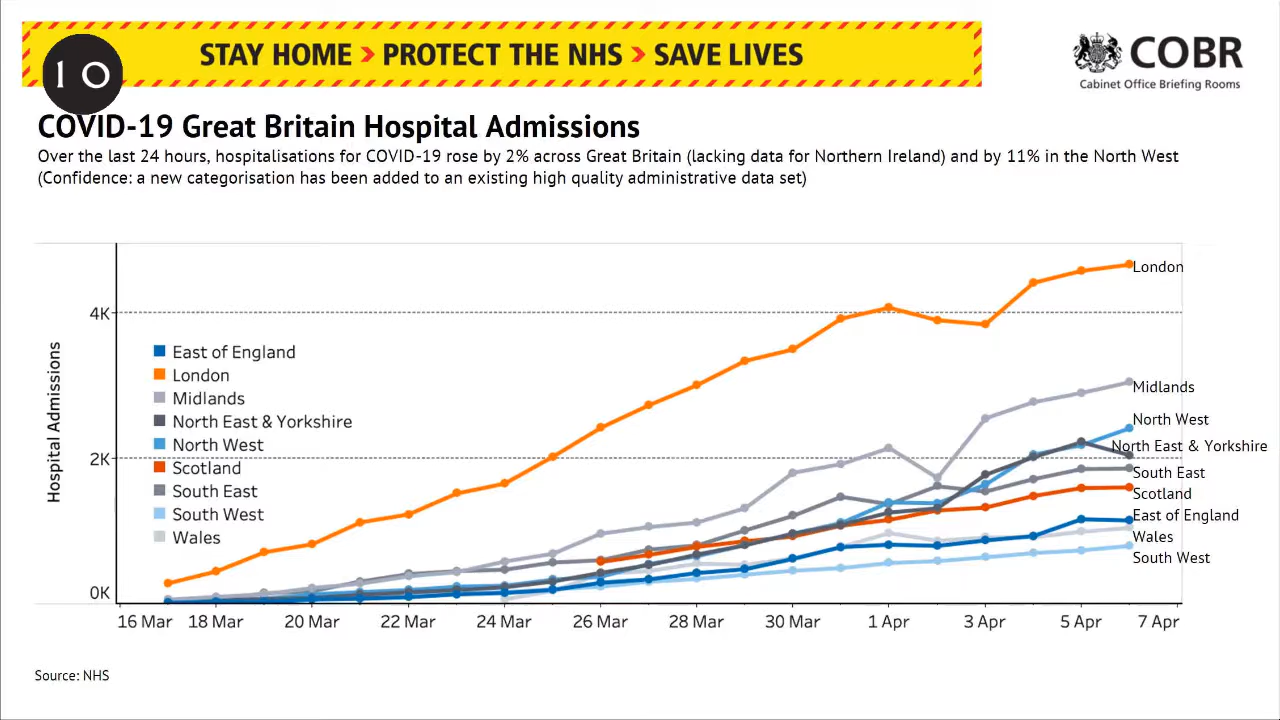 STAY HOME > PROTECT THE NHS > SAVE LIVES
10
COBR
Cabinet Office Briefing Rooms
COVID-19 Great Britain Hospital Admissions
Over the last 24 hours, hospitalisations for COVID-19 rose by 2% across Great Britain (lacking data for Northern Ireland) and by 11% in the North West
(Confidence: a new categorisation has been added to an existing high quality administrative data set)
Hospital Admissions
4K
2K
0K
East of England
London
Midlands
North East & Yorkshire
North West
Scotland
South East
South West
Wales
London
Midlands
North West
North East & Yorkshire
South East
Scotland
East of England
Wales
South West
16 Mar 18 Mar 20 Mar 22 Mar 24 Mar 26 Mar 28 Mar 30 Mar 1 Apr 3 Apr 5 Apr 7 Apr
Source: NHS